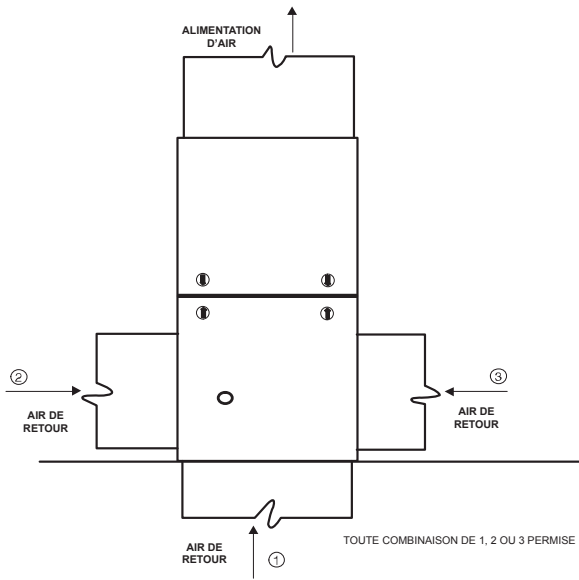 ALIMENTATION
D'AIR
②
③
AIR DE
RETOUR
AIR DE
RETOUR
TOUTE COMBINAISON DE 1, 2 OU 3 PERMISE
AIR DE
RETOUR
①